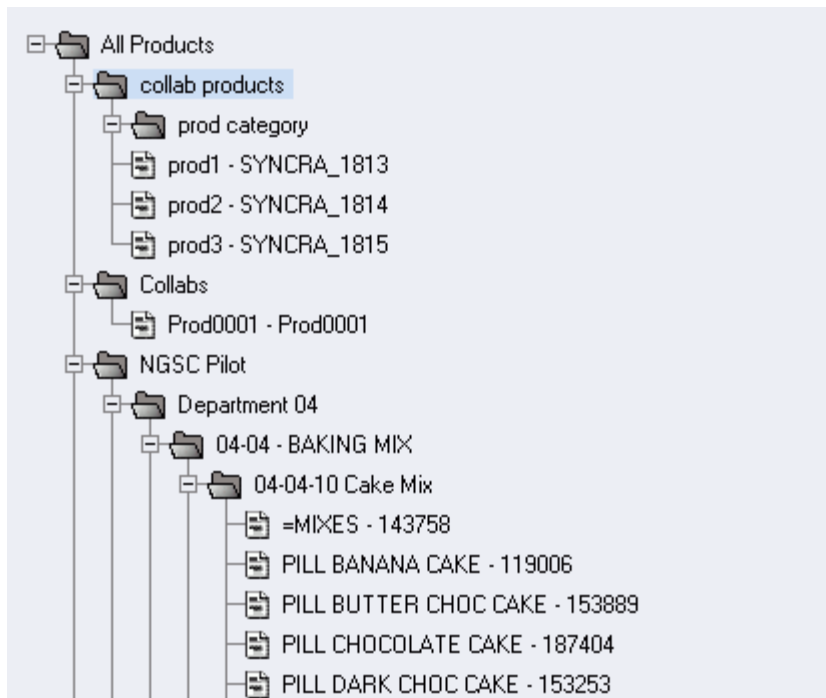 All Products
collab products
prod category
prod1 - SYNCRA_1813
prod2 - SYNCRA_1814
prod3 - SYNCRA_1815
Collabs
Prod0001 - Prod0001
NGSC Pilot
Department 04
04-04 - BAKING MIX
04-04-10 Cake Mix
=MIXES - 143758
PILL BANANA CAKE - 119006
PILL BUTTER CHOC CAKE - 153889
PILL CHOCOLATE CAKE - 187404
PILL DARK CHOC CAKE - 153253